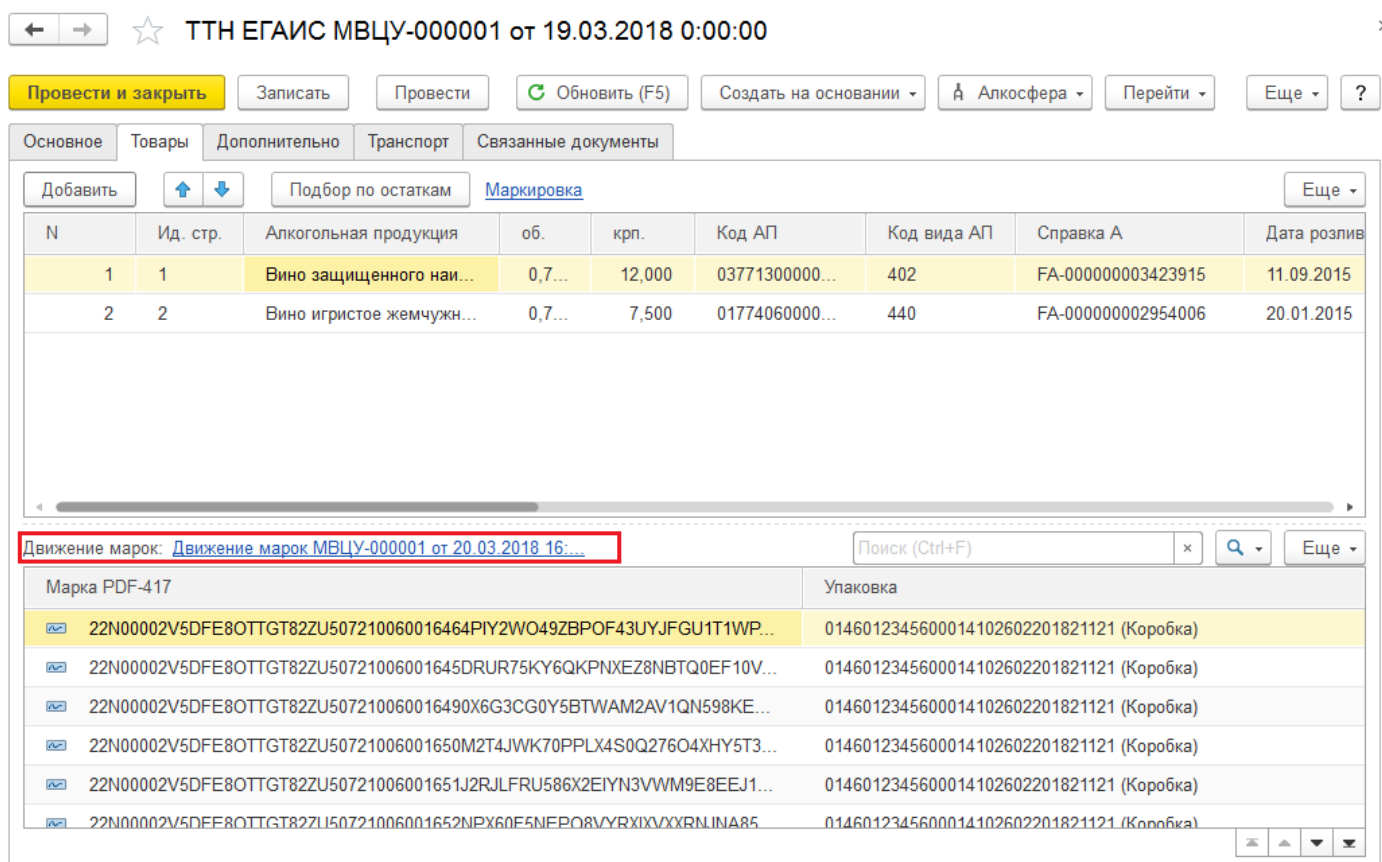 ТТН ЕГАИС МВЦУ-000001 от 19.03.2018 0:00:00
Провести и закрыть Записать Провести Обновить (F5) Создать на основании Алкосфера Перейти Еще ?
Основное Товары Дополнительно Транспорт Связанные документы
Добавить Подбор по остаткам Маркировка Еще
N Ид. стр. Алкогольная продукция об. крп. Код АП Код вида АП Справка А Дата розлив
1 1 Вино защищенного наи... 0,7... 12,000 03771300000... 402 FA-000000003423915 11.09.2015
2 2 Вино игристое жемчужн... 0,7... 7,500 01774060000... 440 FA-000000002954006 20.01.2015
Движение марок: Движение марок МВЦУ-000001 от 20.03.2018 16:... Поиск (Ctrl+F) × Еще
Марка PDF-417 Упаковка
22N00002V5DFE8OTTGT82ZU507210060016464PIY2WO49ZBPOF43UYJFGU1T1WP... 01460123456000141026022018211​21 (Коробка)
22N00002V5DFE8OTTGT82ZU50721006001645DRUR75KY6QKPNXEZ8NBTQ0EF10V... 0146012345600014102602201821121 (Коробка)
22N00002V5DFE8OTTGT82ZU507210060016490X6G3CG0Y5BTWAM2AV1QN598KE... 0146012345600014102602201821121 (Коробка)
22N00002V5DFE8OTTGT82ZU50721006001650M2T4JWK70PPLX4S0Q276O4XHY5T3... 0146012345600014102602201821121 (Коробка)
22N00002V5DFE8OTTGT82ZU50721006001651J2RJLFRU586X2EIYN3VWM9E8EEJ1... 0146012345600014102602201821121 (Коробка)
22N00002V5DFE8OTTGT82ZU50721006001652NPX60E5NEPO8VYRXIXVXXRNJNA85 0146012345600014102602201821121 (Коробка)